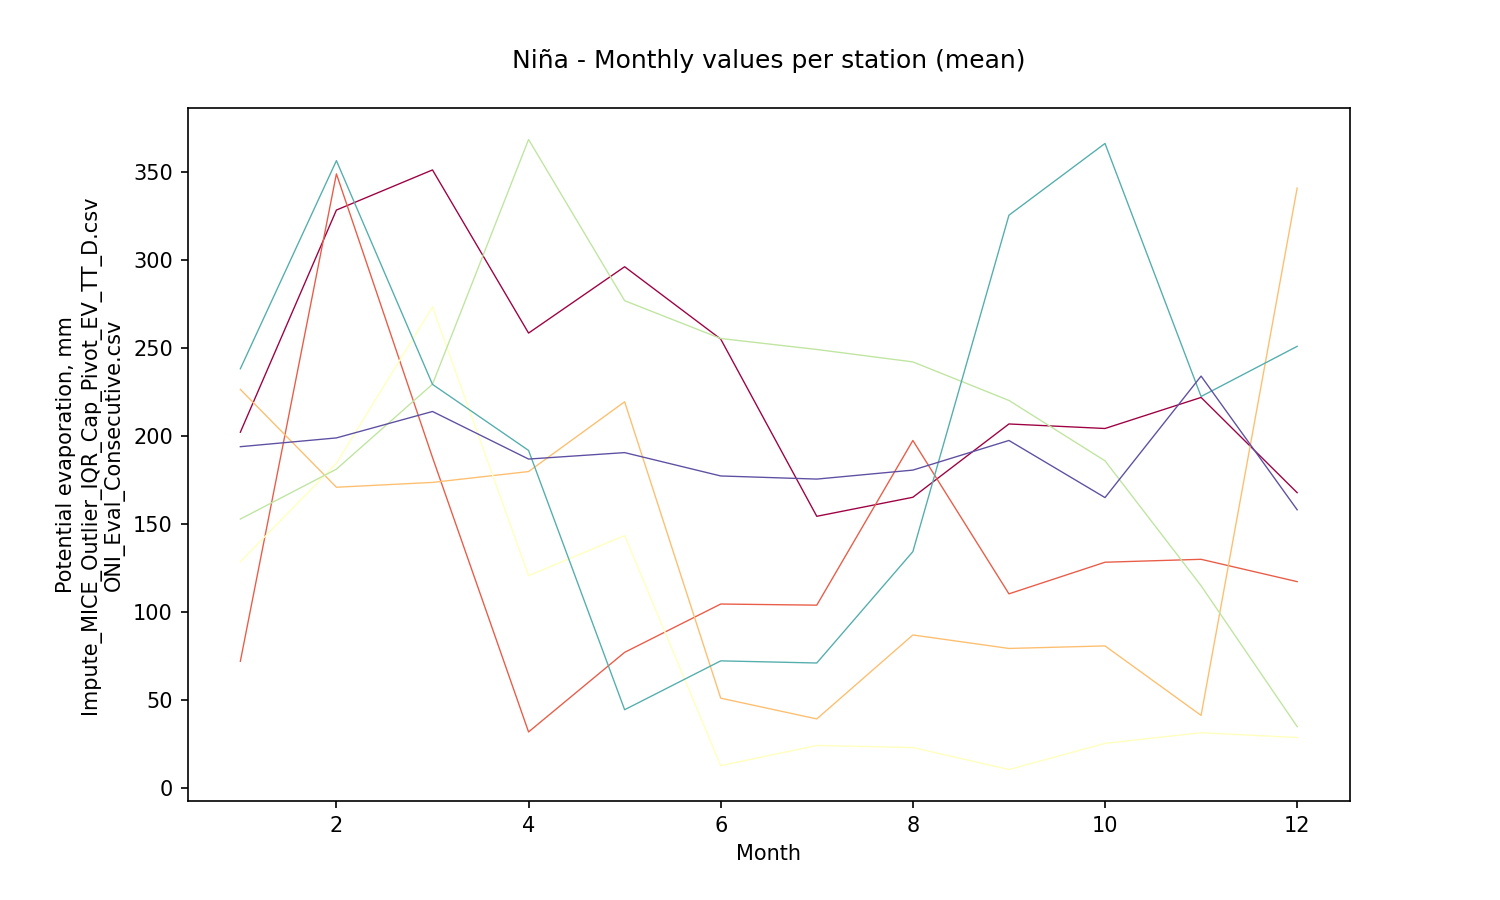 Niña - Monthly values per station (mean)
Potential evaporation, mm
Impute_MICE_Outlier_IQR_Cap_Pivot_EV_TT_D.csv
ONI_Eval_Consecutive.csv
350
300
250
200
150
100
50
0
2 4 6 8 10 12
Month